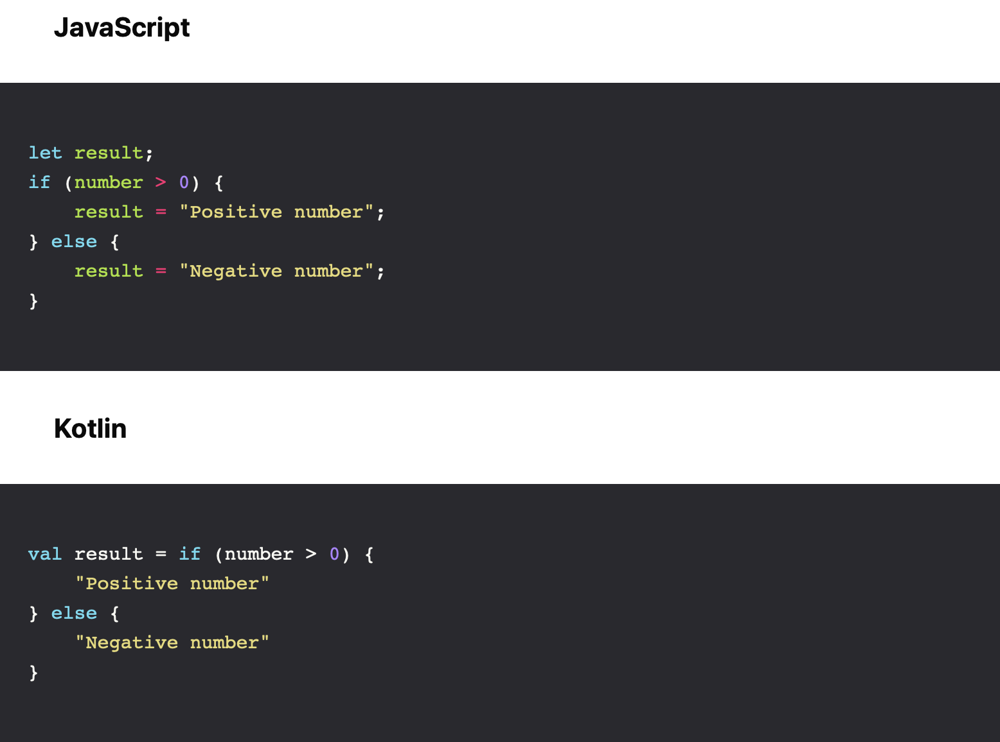 JavaScript
let result;
if (number > 0) {
    result = "Positive number";
} else {
    result = "Negative number";
}
Kotlin
val result = if (number > 0) {
    "Positive number"
} else {
    "Negative number"
}